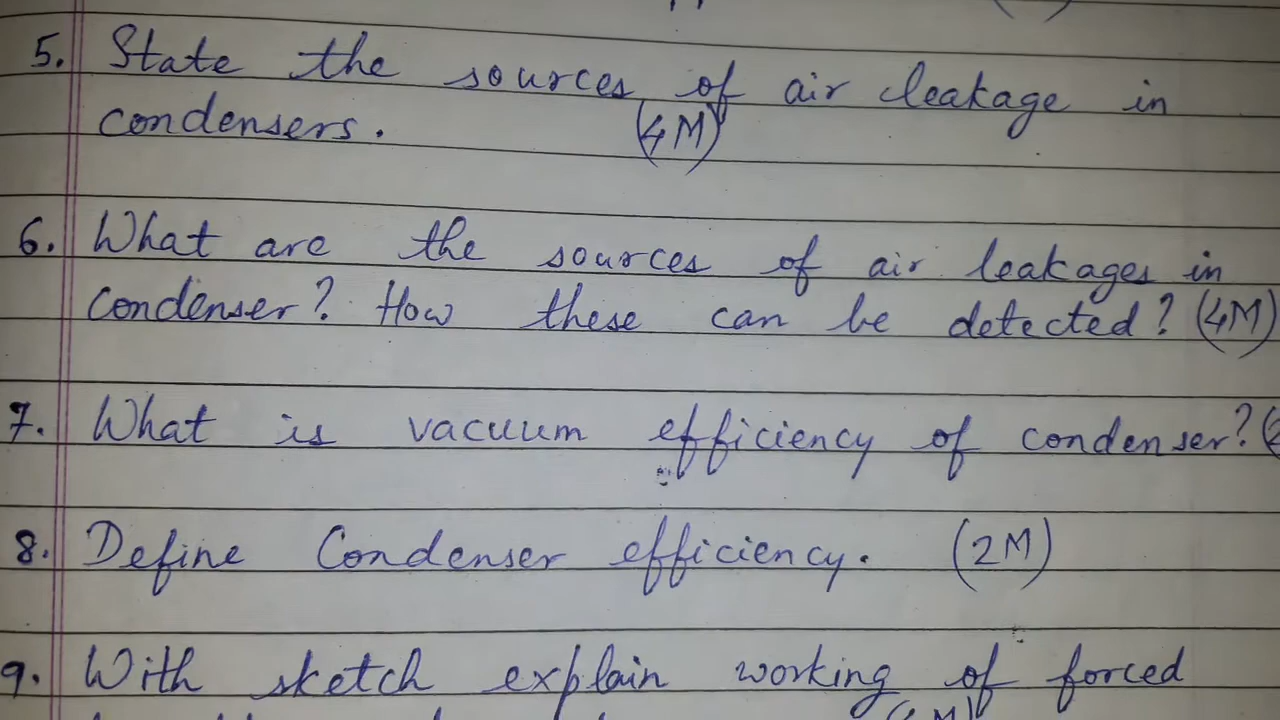 5. State the sources of air leakage in
condensers. (4M)
6. What are the sources of air leakages in
condenser? How these can be detected? (4M)
7. What is vacuum efficiency of condenser?
8. Define Condenser efficiency. (2M)
9. With sketch explain working of forced